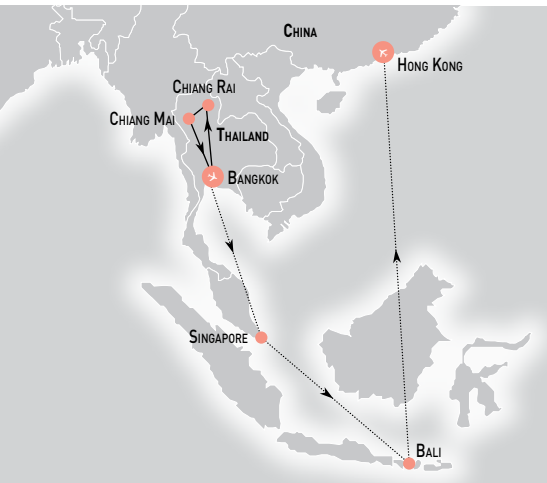 CHINA
HONG KONG
CHIANG RAI
CHIANG MAI
THAILAND
BANGKOK
SINGAPORE
BALI